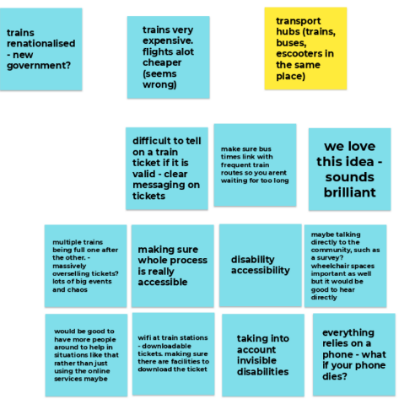 trains
renationalised
- new
government?
trains very
expensive.
flights alot
cheaper
(seems
wrong)
transport
hubs (trains,
buses,
escooters in
the same
place)
difficult to tell
on a train
ticket if it is
valid - clear
messaging on
tickets
make sure bus
times link with
frequent train
routes so you arent
waiting for too long
we love
this idea -
sounds
brilliant
multiple trains
being full one after
the other. -
massively
overselling tickets?
lots of big events
and chaos
making sure
whole process
is really
accessible
disability
accessibility
maybe talking
directly to the
community, such as
a survey?
wheelchair spaces
important as well
but it would be
good to hear
directly
would be good to
have more people
around to help in
situations like that
rather than just
using the online
services maybe
wifi at train stations
- downloadable
tickets. making sure
there are facilities to
download the ticket
taking into
account
invisible
disabilities
everything
relies on a
phone - what
if your phone
dies?